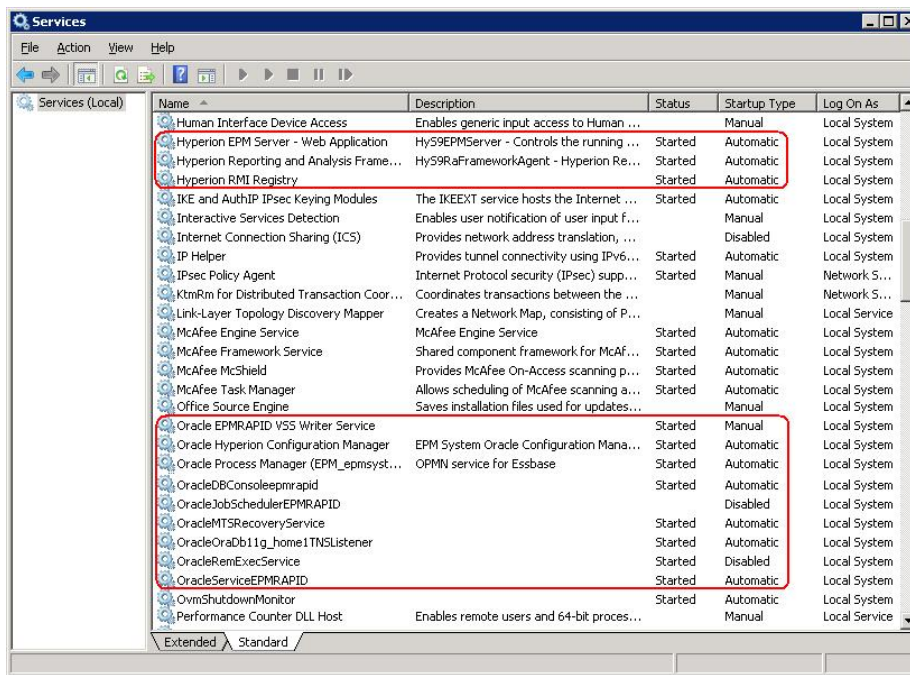 Services
File Action View Help
Services (Local)
Name Description Status Startup Type Log On As
Human Interface Device Access Enables generic input access to Human ... Manual Local System
Hyperion EPM Server - Web Application HyS9EPMServer - Controls the running ... Started Automatic Local System
Hyperion Reporting and Analysis Frame... HyS9RaFrameworkAgent - Hyperion Re... Started Automatic Local System
Hyperion RMI Registry Started Automatic Local System
IKE and AuthIP IPsec Keying Modules The IKEEXT service hosts the Internet ... Started Automatic Local System
Interactive Services Detection Enables user notification of user input f... Manual Local System
Internet Connection Sharing (ICS) Provides network address translation, ... Disabled Local System
IP Helper Provides tunnel connectivity using IPv6... Started Automatic Local System
IPsec Policy Agent Internet Protocol security (IPsec) supp... Started Manual Network S...
KtmRm for Distributed Transaction Coor... Coordinates transactions between the ... Manual Network S...
Link-Layer Topology Discovery Mapper Creates a Network Map, consisting of P... Manual Local Service
McAfee Engine Service McAfee Engine Service Started Automatic Local System
McAfee Framework Service Shared component framework for McAf... Started Automatic Local System
McAfee McShield Provides McAfee On-Access scanning p... Started Automatic Local System
McAfee Task Manager Allows scheduling of McAfee scanning a... Started Automatic Local System
Office Source Engine Saves installation files used for updates... Manual Local System
Oracle EPMRAPID VSS Writer Service Started Manual Local System
Oracle Hyperion Configuration Manager EPM System Oracle Configuration Mana... Started Automatic Local System
Oracle Process Manager (EPM_epmsyst... OPMN service for Essbase Started Automatic Local System
OracleDBConsoleepmrapid Started Automatic Local System
OracleJobSchedulerEPMRAPID Disabled Local System
OracleMTSRecoveryService Started Automatic Local System
OracleOraDb11g_home1TNSListener Started Automatic Local System
OracleRemExecService Started Disabled Local System
OracleServiceEPMRAPID Started Automatic Local System
OvmShutdownMonitor Started Automatic Local System
Performance Counter DLL Host Enables remote users and 64-bit proces... Manual Local Service
Extended Standard